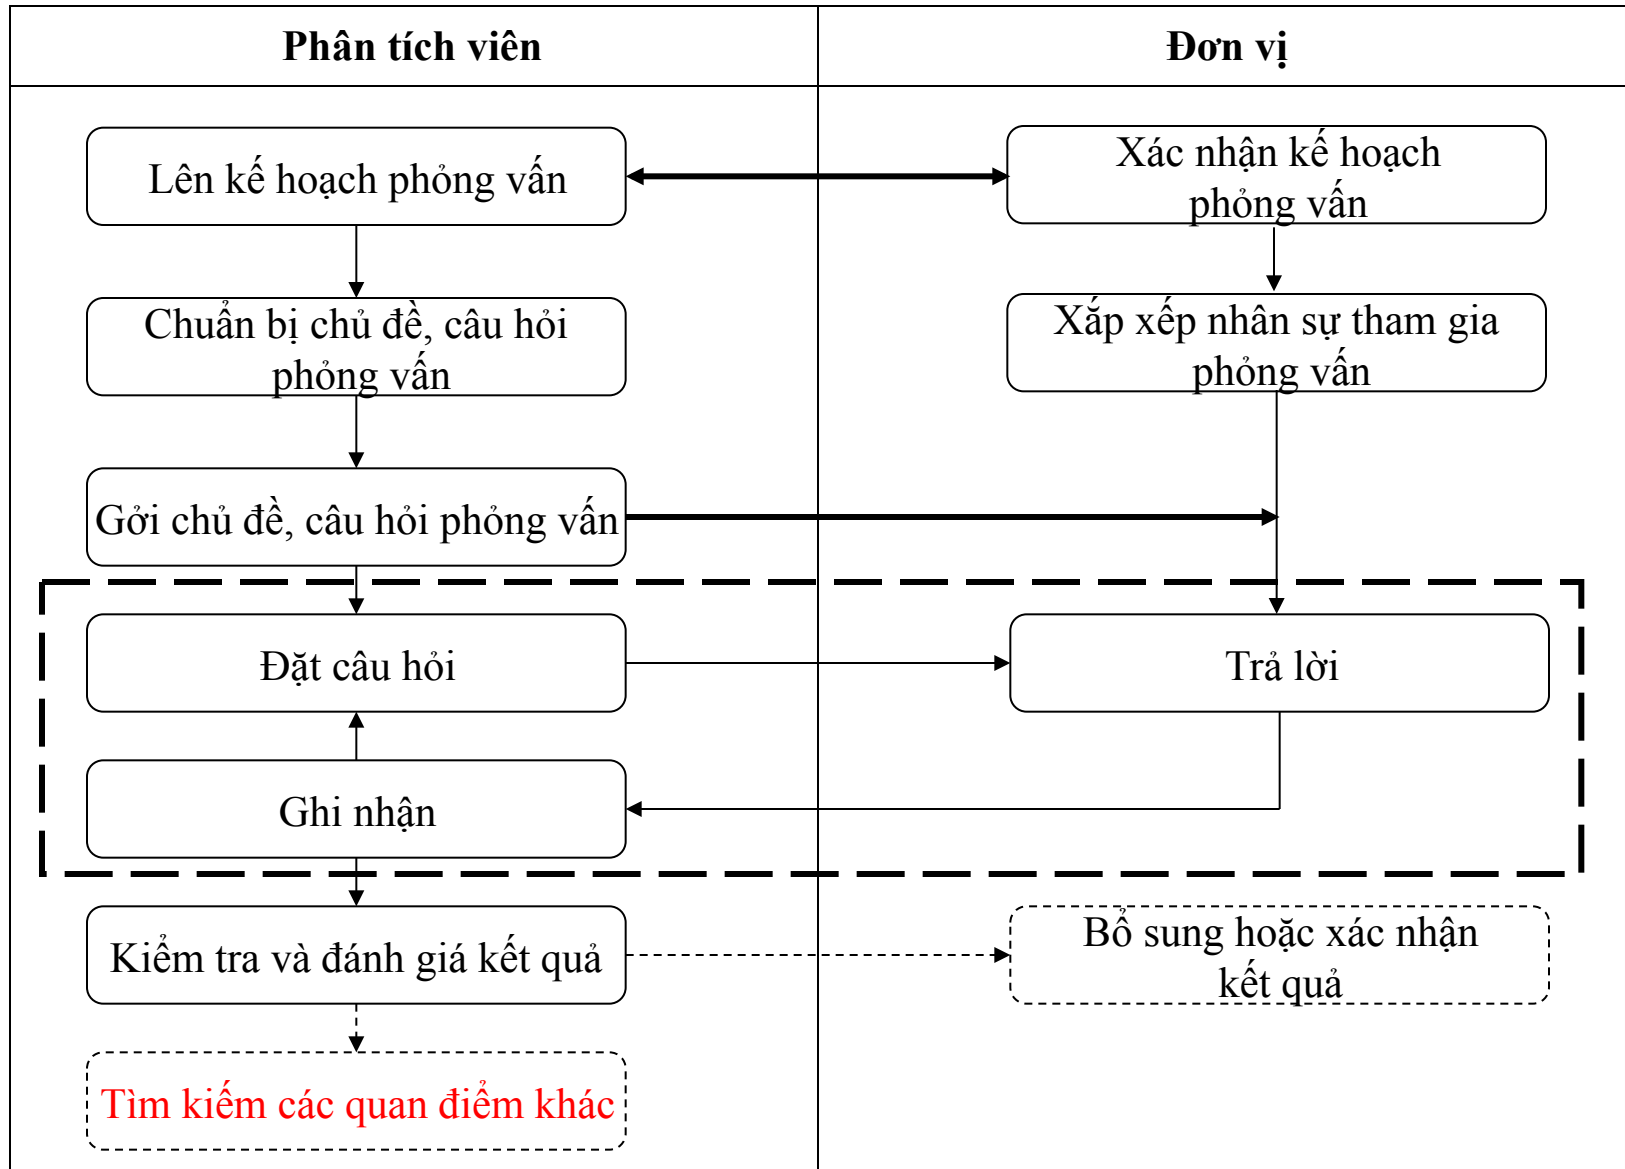 Phân tích viên
Đơn vị
Lên kế hoạch phỏng vấn
Xác nhận kế hoạch
phỏng vấn
Chuẩn bị chủ đề, câu hỏi
phỏng vấn
Xắp xếp nhân sự tham gia
phỏng vấn
Gởi chủ đề, câu hỏi phỏng vấn
Đặt câu hỏi
Trả lời
Ghi nhận
Kiểm tra và đánh giá kết quả
Bổ sung hoặc xác nhận
kết quả
Tìm kiếm các quan điểm khác